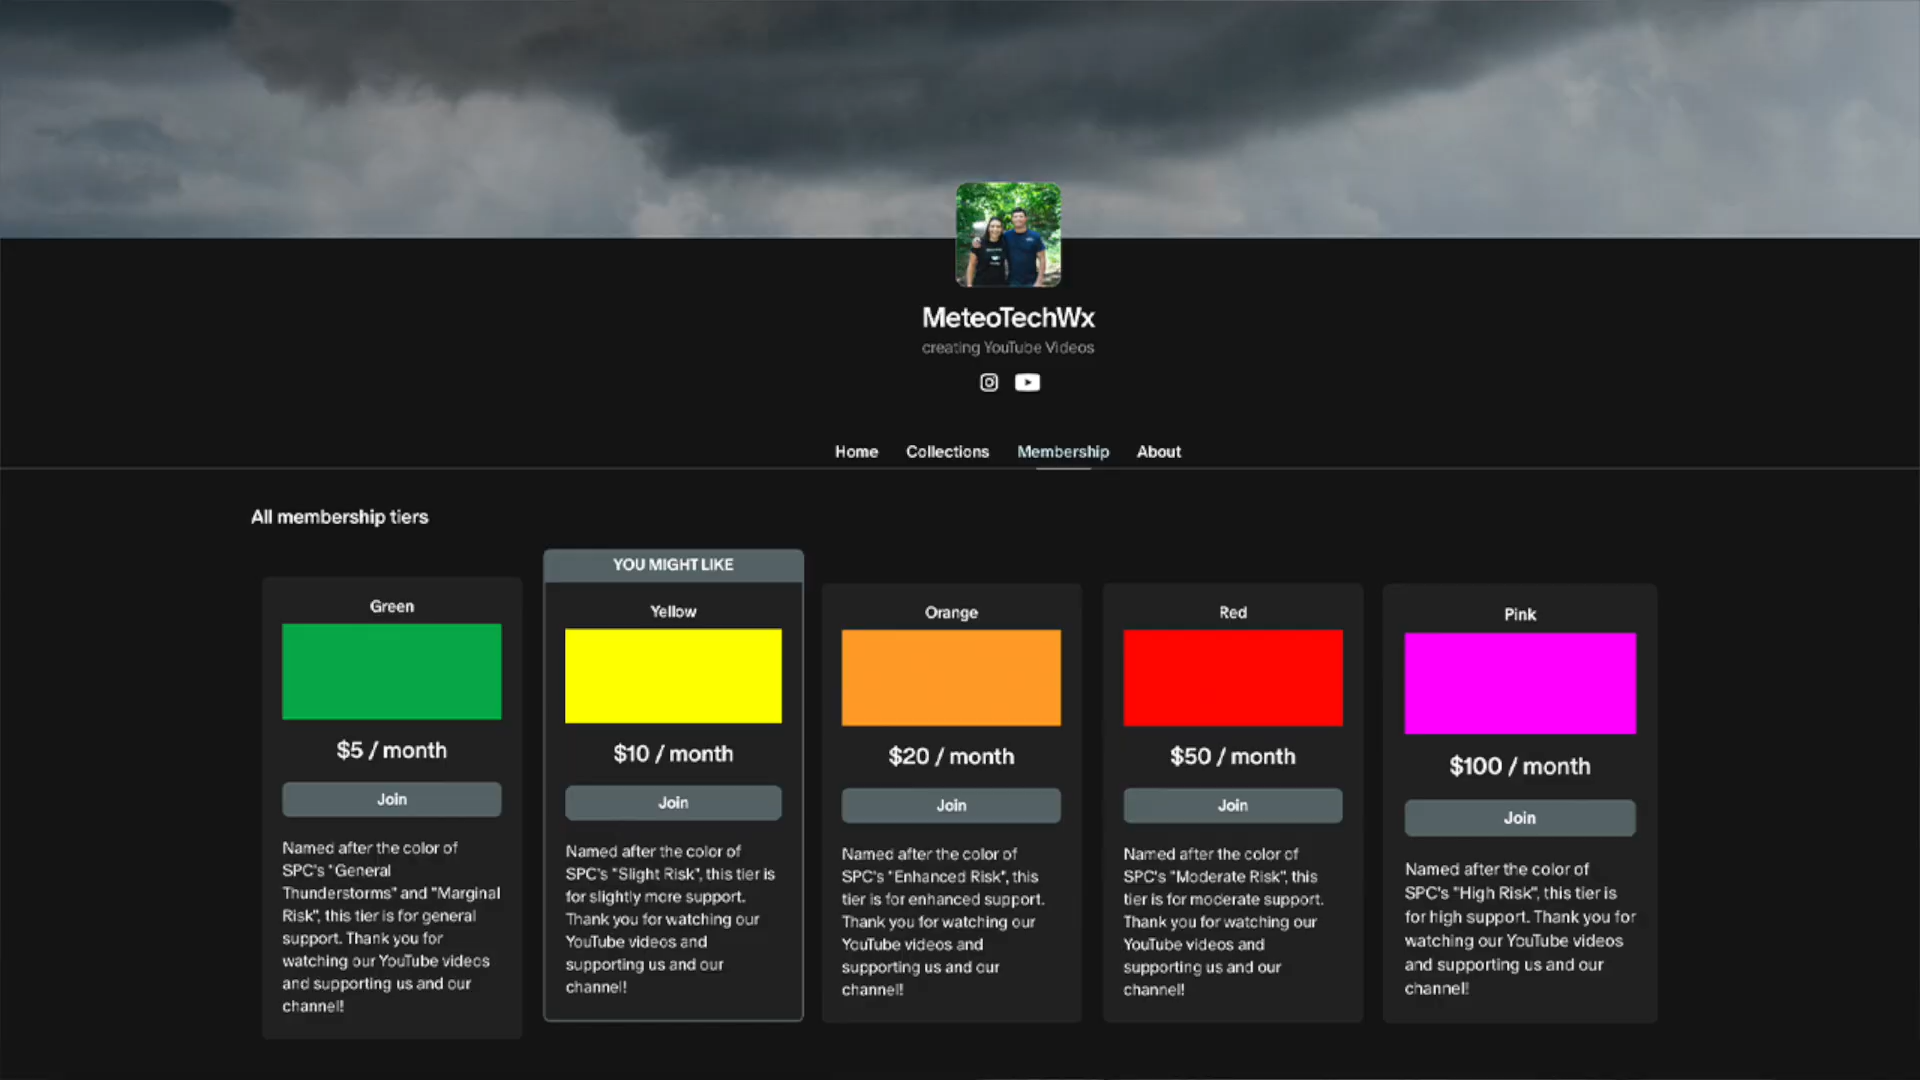 MeteoTechWx
creating YouTube Videos
Home Collections Membership About
All membership tiers
Green
$5 / month
Join
Named after the color of
SPC's "General
Thunderstorms" and "Marginal
Risk", this tier is for general
support. Thank you for
watching our YouTube videos
and supporting us and our
channel!
YOU MIGHT LIKE
Yellow
$10 / month
Join
Named after the color of
SPC's "Slight Risk", this tier is
for slightly more support.
Thank you for watching our
YouTube videos and
supporting us and our
channel!
Orange
$20 / month
Join
Named after the color of
SPC's "Enhanced Risk", this
tier is for enhanced support.
Thank you for watching our
YouTube videos and
supporting us and our
channel!
Red
$50 / month
Join
Named after the color of
SPC's "Moderate Risk", this
tier is for moderate support.
Thank you for watching our
YouTube videos and
supporting us and our
channel!
Pink
$100 / month
Join
Named after the color of
SPC's "High Risk", this tier is
for high support. Thank you for
watching our YouTube videos
and supporting us and our
channel!